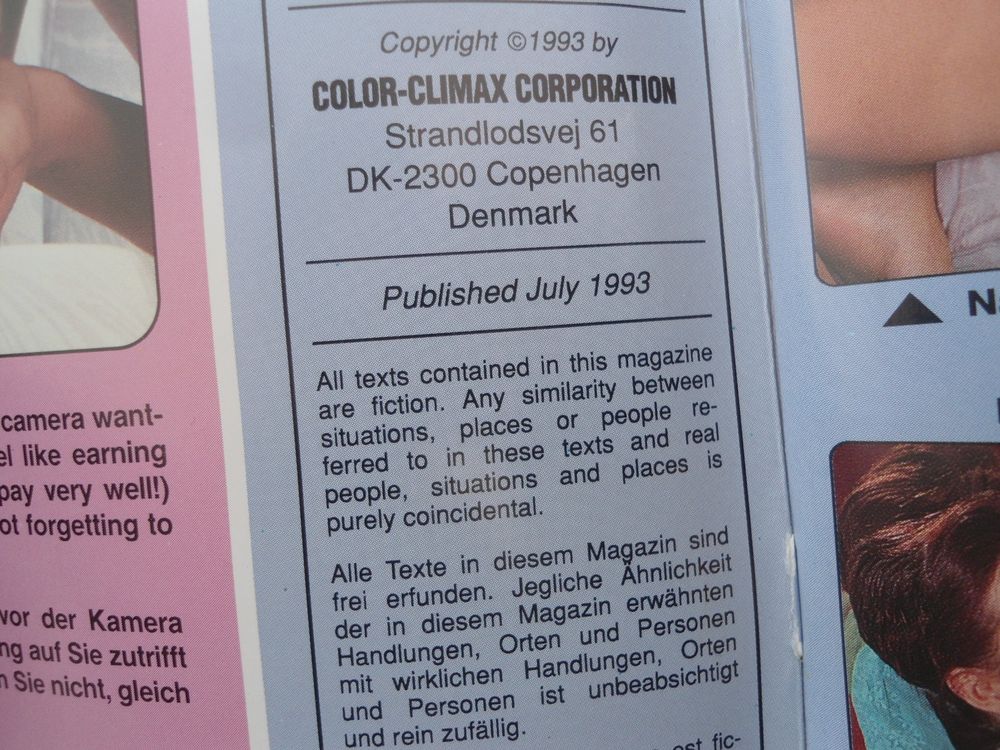 Copyright ©1993 by
COLOR-CLIMAX CORPORATION
Strandlodsvej 61
DK-2300 Copenhagen
Denmark
Published July 1993
All texts contained in this magazine
are fiction. Any similarity between
situations, places or people re-
ferred to in these texts and real
people, situations and places is
purely coincidental.
Alle Texte in diesem Magazin sind
frei erfunden. Jegliche Ähnlichkeit
der in diesem Magazin erwähnten
Handlungen, Orten und Personen
mit wirklichen Handlungen, Orten
und Personen ist unbeabsichtigt
und rein zufällig.
est fic-
camera want-
like earning
pay very well!)
forgetting to
vor der Kamera
auf Sie zutrifft
Sie nicht, gleich